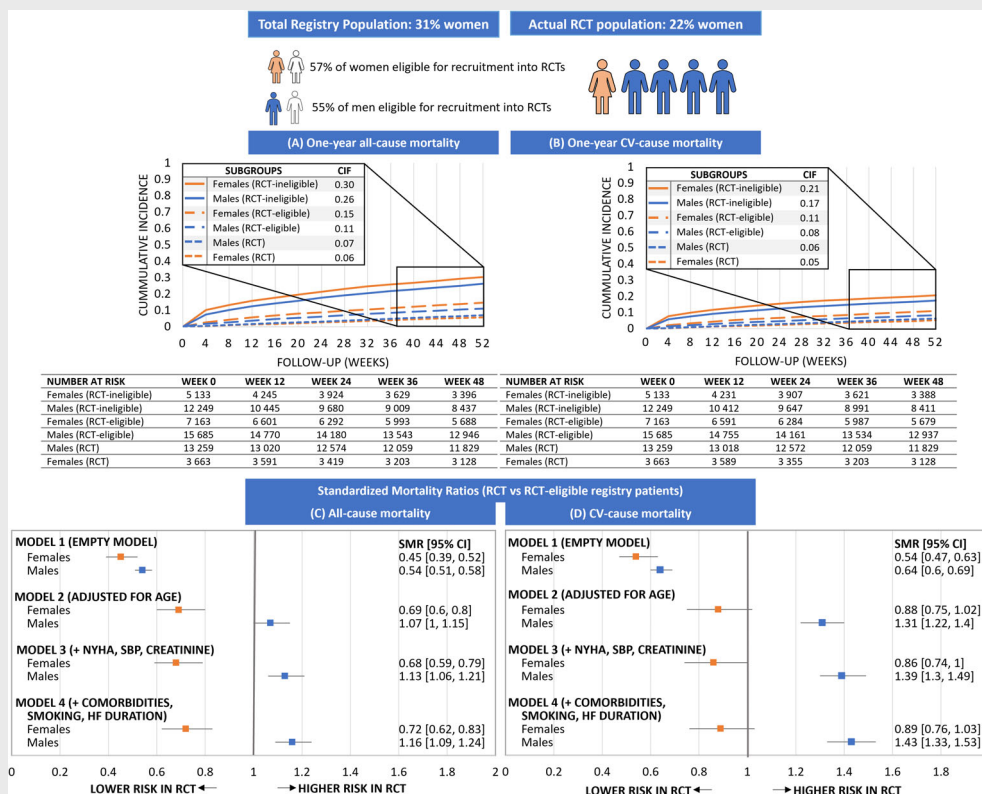 Total Registry Population: 31% women
Actual RCT population: 22% women
57% of women eligible for recruitment into RCTs
55% of men eligible for recruitment into RCTs
(A) One-year all-cause mortality
CUMMULATIVE INCIDENCE
1
0.9
0.8
0.7
0.6
0.5
0.4
0.3
0.2
0.1
0
SUBGROUPS CIF
Females (RCT-ineligible) 0.30
Males (RCT-ineligible) 0.26
Females (RCT-eligible) 0.15
Males (RCT-eligible) 0.11
Males (RCT) 0.07
Females (RCT) 0.06
0 4 8 12 16 20 24 28 32 36 40 44 48 52
FOLLOW-UP (WEEKS)
(B) One-year CV-cause mortality
CUMMULATIVE INCIDENCE
1
0.9
0.8
0.7
0.6
0.5
0.4
0.3
0.2
0.1
0
SUBGROUPS CIF
Females (RCT-ineligible) 0.21
Males (RCT-ineligible) 0.17
Females (RCT-eligible) 0.11
Males (RCT-eligible) 0.08
Males (RCT) 0.06
Females (RCT) 0.05
0 4 8 12 16 20 24 28 32 36 40 44 48 52
FOLLOW-UP (WEEKS)
NUMBER AT RISK WEEK 0 WEEK 12 WEEK 24 WEEK 36 WEEK 48
Females (RCT-ineligible) 5 133 4 245 3 924 3 629 3 396
Males (RCT-ineligible) 12 249 10 445 9 680 9 009 8 437
Females (RCT-eligible) 7 163 6 601 6 292 5 993 5 688
Males (RCT-eligible) 15 685 14 770 14 180 13 543 12 946
Males (RCT) 13 259 13 020 12 574 12 059 11 829
Females (RCT) 3 663 3 591 3 419 3 203 3 128
NUMBER AT RISK WEEK 0 WEEK 12 WEEK 24 WEEK 36 WEEK 48
Females (RCT-ineligible) 5 133 4 231 3 907 3 621 3 388
Males (RCT-ineligible) 12 249 10 412 9 647 8 991 8 411
Females (RCT-eligible) 7 163 6 591 6 284 5 987 5 679
Males (RCT-eligible) 15 685 14 755 14 161 13 534 12 937
Males (RCT) 13 259 13 018 12 572 12 059 11 829
Females (RCT) 3 663 3 589 3 355 3 203 3 128
Standardized Mortality Ratios (RCT vs RCT-eligible registry patients)
(C) All-cause mortality
MODEL 1 (EMPTY MODEL) SMR [95% CI]
Females 0.45 [0.39, 0.52]
Males 0.54 [0.51, 0.58]
MODEL 2 (ADJUSTED FOR AGE)
Females 0.69 [0.6, 0.8]
Males 1.07 [1, 1.15]
MODEL 3 (+ NYHA, SBP, CREATININE)
Females 0.68 [0.59, 0.79]
Males 1.13 [1.06, 1.21]
MODEL 4 (+ COMORBIDITIES,
SMOKING, HF DURATION)
Females 0.72 [0.62, 0.83]
Males 1.16 [1.09, 1.24]
0 0.2 0.4 0.6 0.8 1 1.2 1.4 1.6 1.8 2
LOWER RISK IN RCT HIGHER RISK IN RCT
(D) CV-cause mortality
MODEL 1 (EMPTY MODEL) SMR [95% CI]
Females 0.54 [0.47, 0.63]
Males 0.64 [0.6, 0.69]
MODEL 2 (ADJUSTED FOR AGE)
Females 0.88 [0.75, 1.02]
Males 1.31 [1.22, 1.4]
MODEL 3 (+ NYHA, SBP, CREATININE)
Females 0.86 [0.74, 1]
Males 1.39 [1.3, 1.49]
MODEL 4 (+ COMORBIDITIES,
SMOKING, HF DURATION)
Females 0.89 [0.76, 1.03]
Males 1.43 [1.33, 1.53]
0 0.2 0.4 0.6 0.8 1 1.2 1.4 1.6 1.8
LOWER RISK IN RCT HIGHER RISK IN RCT